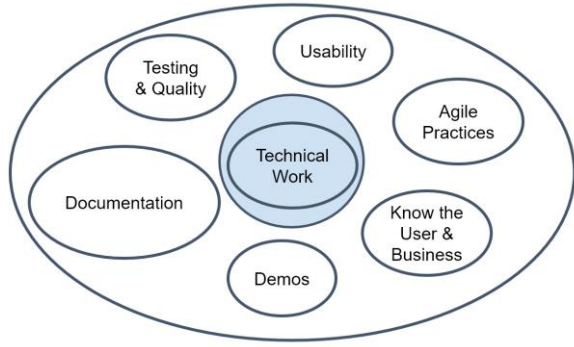 Usability
Testing
& Quality
Agile
Practices
Technical
Work
Documentation
Know the
User &
Business
Demos